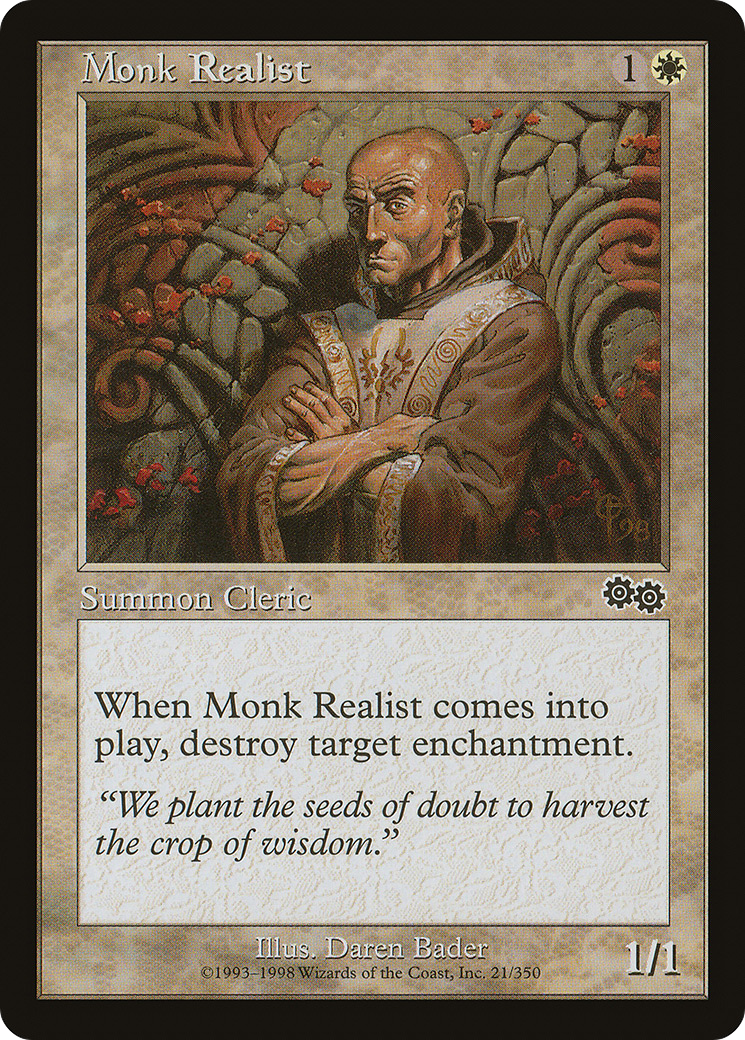 Monk Realist 1
98
Summon Cleric
When Monk Realist comes into
play, destroy target enchantment.
“We plant the seeds of doubt to harvest
the crop of wisdom.”
Illus. Daren Bader
©1993–1998 Wizards of the Coast, Inc. 21/350
1/1